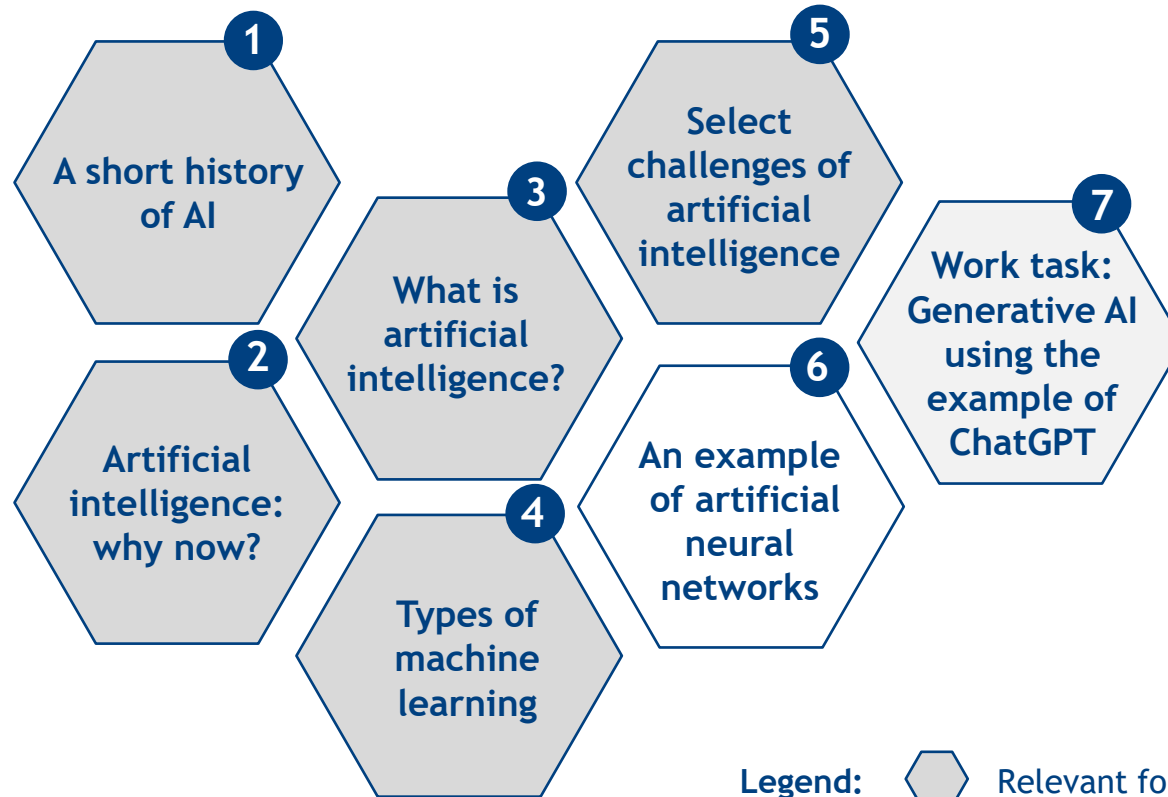 1
A short history
of AI
2
Artificial
intelligence:
why now?
3
What is
artificial
intelligence?
4
Types of
machine
learning
5
Select
challenges of
artificial
intelligence
6
An example
of artificial
neural
networks
7
Work task:
Generative AI
using the
example of
ChatGPT
Legend: Relevant fo